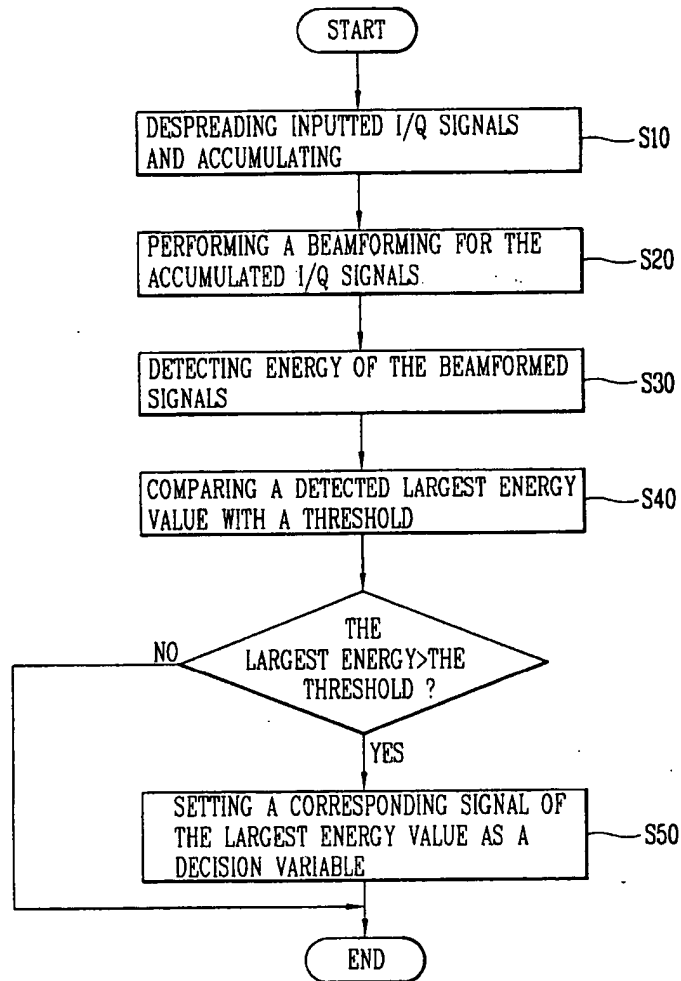 START
DESPREADING INPUTTED I/Q SIGNALS
AND ACCUMULATING
S10
PERFORMING A BEAMFORMING FOR THE
ACCUMULATED I/Q SIGNALS
S20
DETECTING ENERGY OF THE BEAMFORMED
SIGNALS
S30
COMPARING A DETECTED LARGEST ENERGY
VALUE WITH A THRESHOLD
S40
THE
LARGEST ENERGY>THE
THRESHOLD ?
NO
YES
SETTING A CORRESPONDING SIGNAL OF
THE LARGEST ENERGY VALUE AS A
DECISION VARIABLE
S50
END